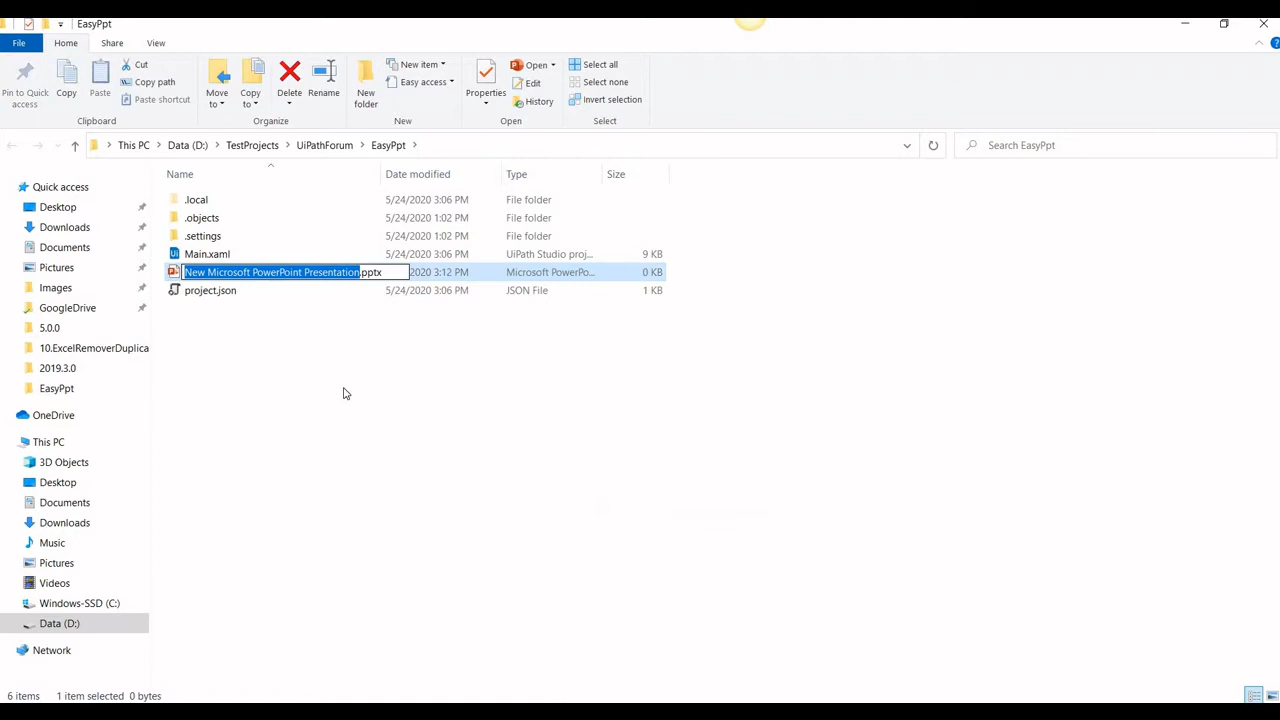 EasyPpt
File Home Share View
Pin to Quick access
Copy
Paste
Cut
Copy path
Paste shortcut
Clipboard
Move to
Copy to
Delete
Rename
Organize
New folder
New item
Easy access
New
Properties
Open
Edit
History
Open
Select all
Select none
Invert selection
Select
This PC > Data (D:) > TestProjects > UiPathForum > EasyPpt >
Search EasyPpt
Name Date modified Type Size
.local 5/24/2020 3:06 PM File folder
.objects 5/24/2020 1:02 PM File folder
.settings 5/24/2020 1:02 PM File folder
Main.xaml 5/24/2020 3:06 PM UiPath Studio proj... 9 KB
New Microsoft PowerPoint Presentation.pptx 2020 3:12 PM Microsoft PowerPo... 0 KB
project.json 5/24/2020 3:06 PM JSON File 1 KB
Quick access
Desktop
Downloads
Documents
Pictures
Images
GoogleDrive
5.0.0
10.ExcelRemoverDuplica
2019.3.0
EasyPpt
OneDrive
This PC
3D Objects
Desktop
Documents
Downloads
Music
Pictures
Videos
Windows-SSD (C:)
Data (D:)
Network
6 items 1 item selected 0 bytes